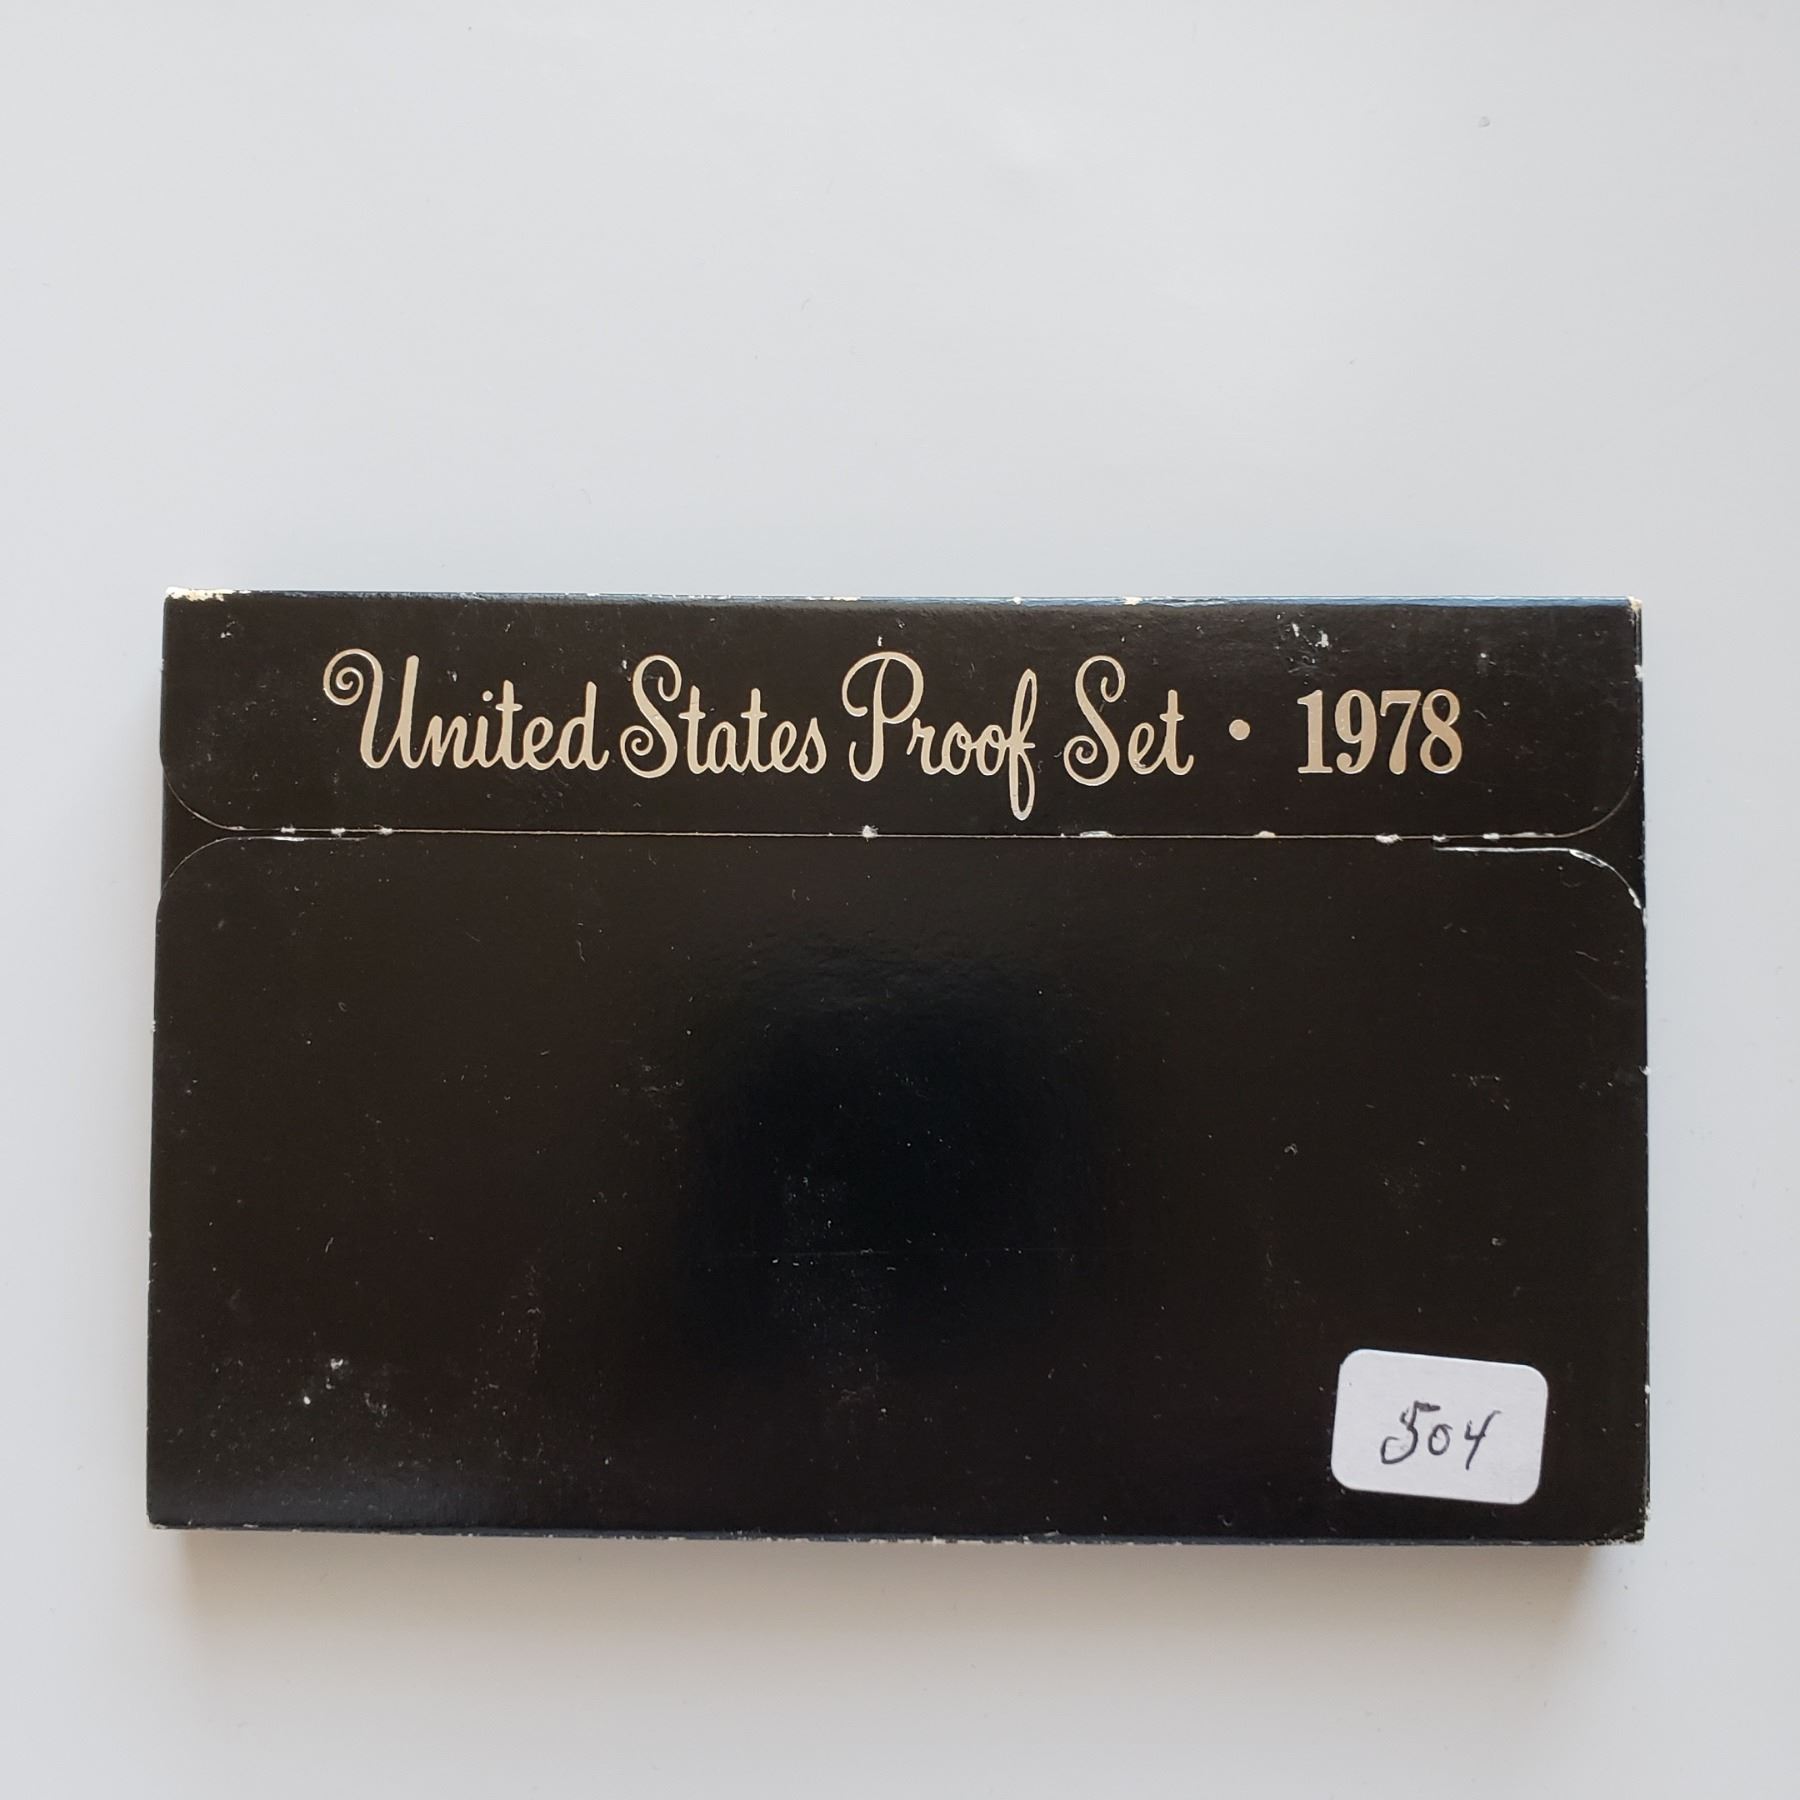 United States Proof Set • 1978
504